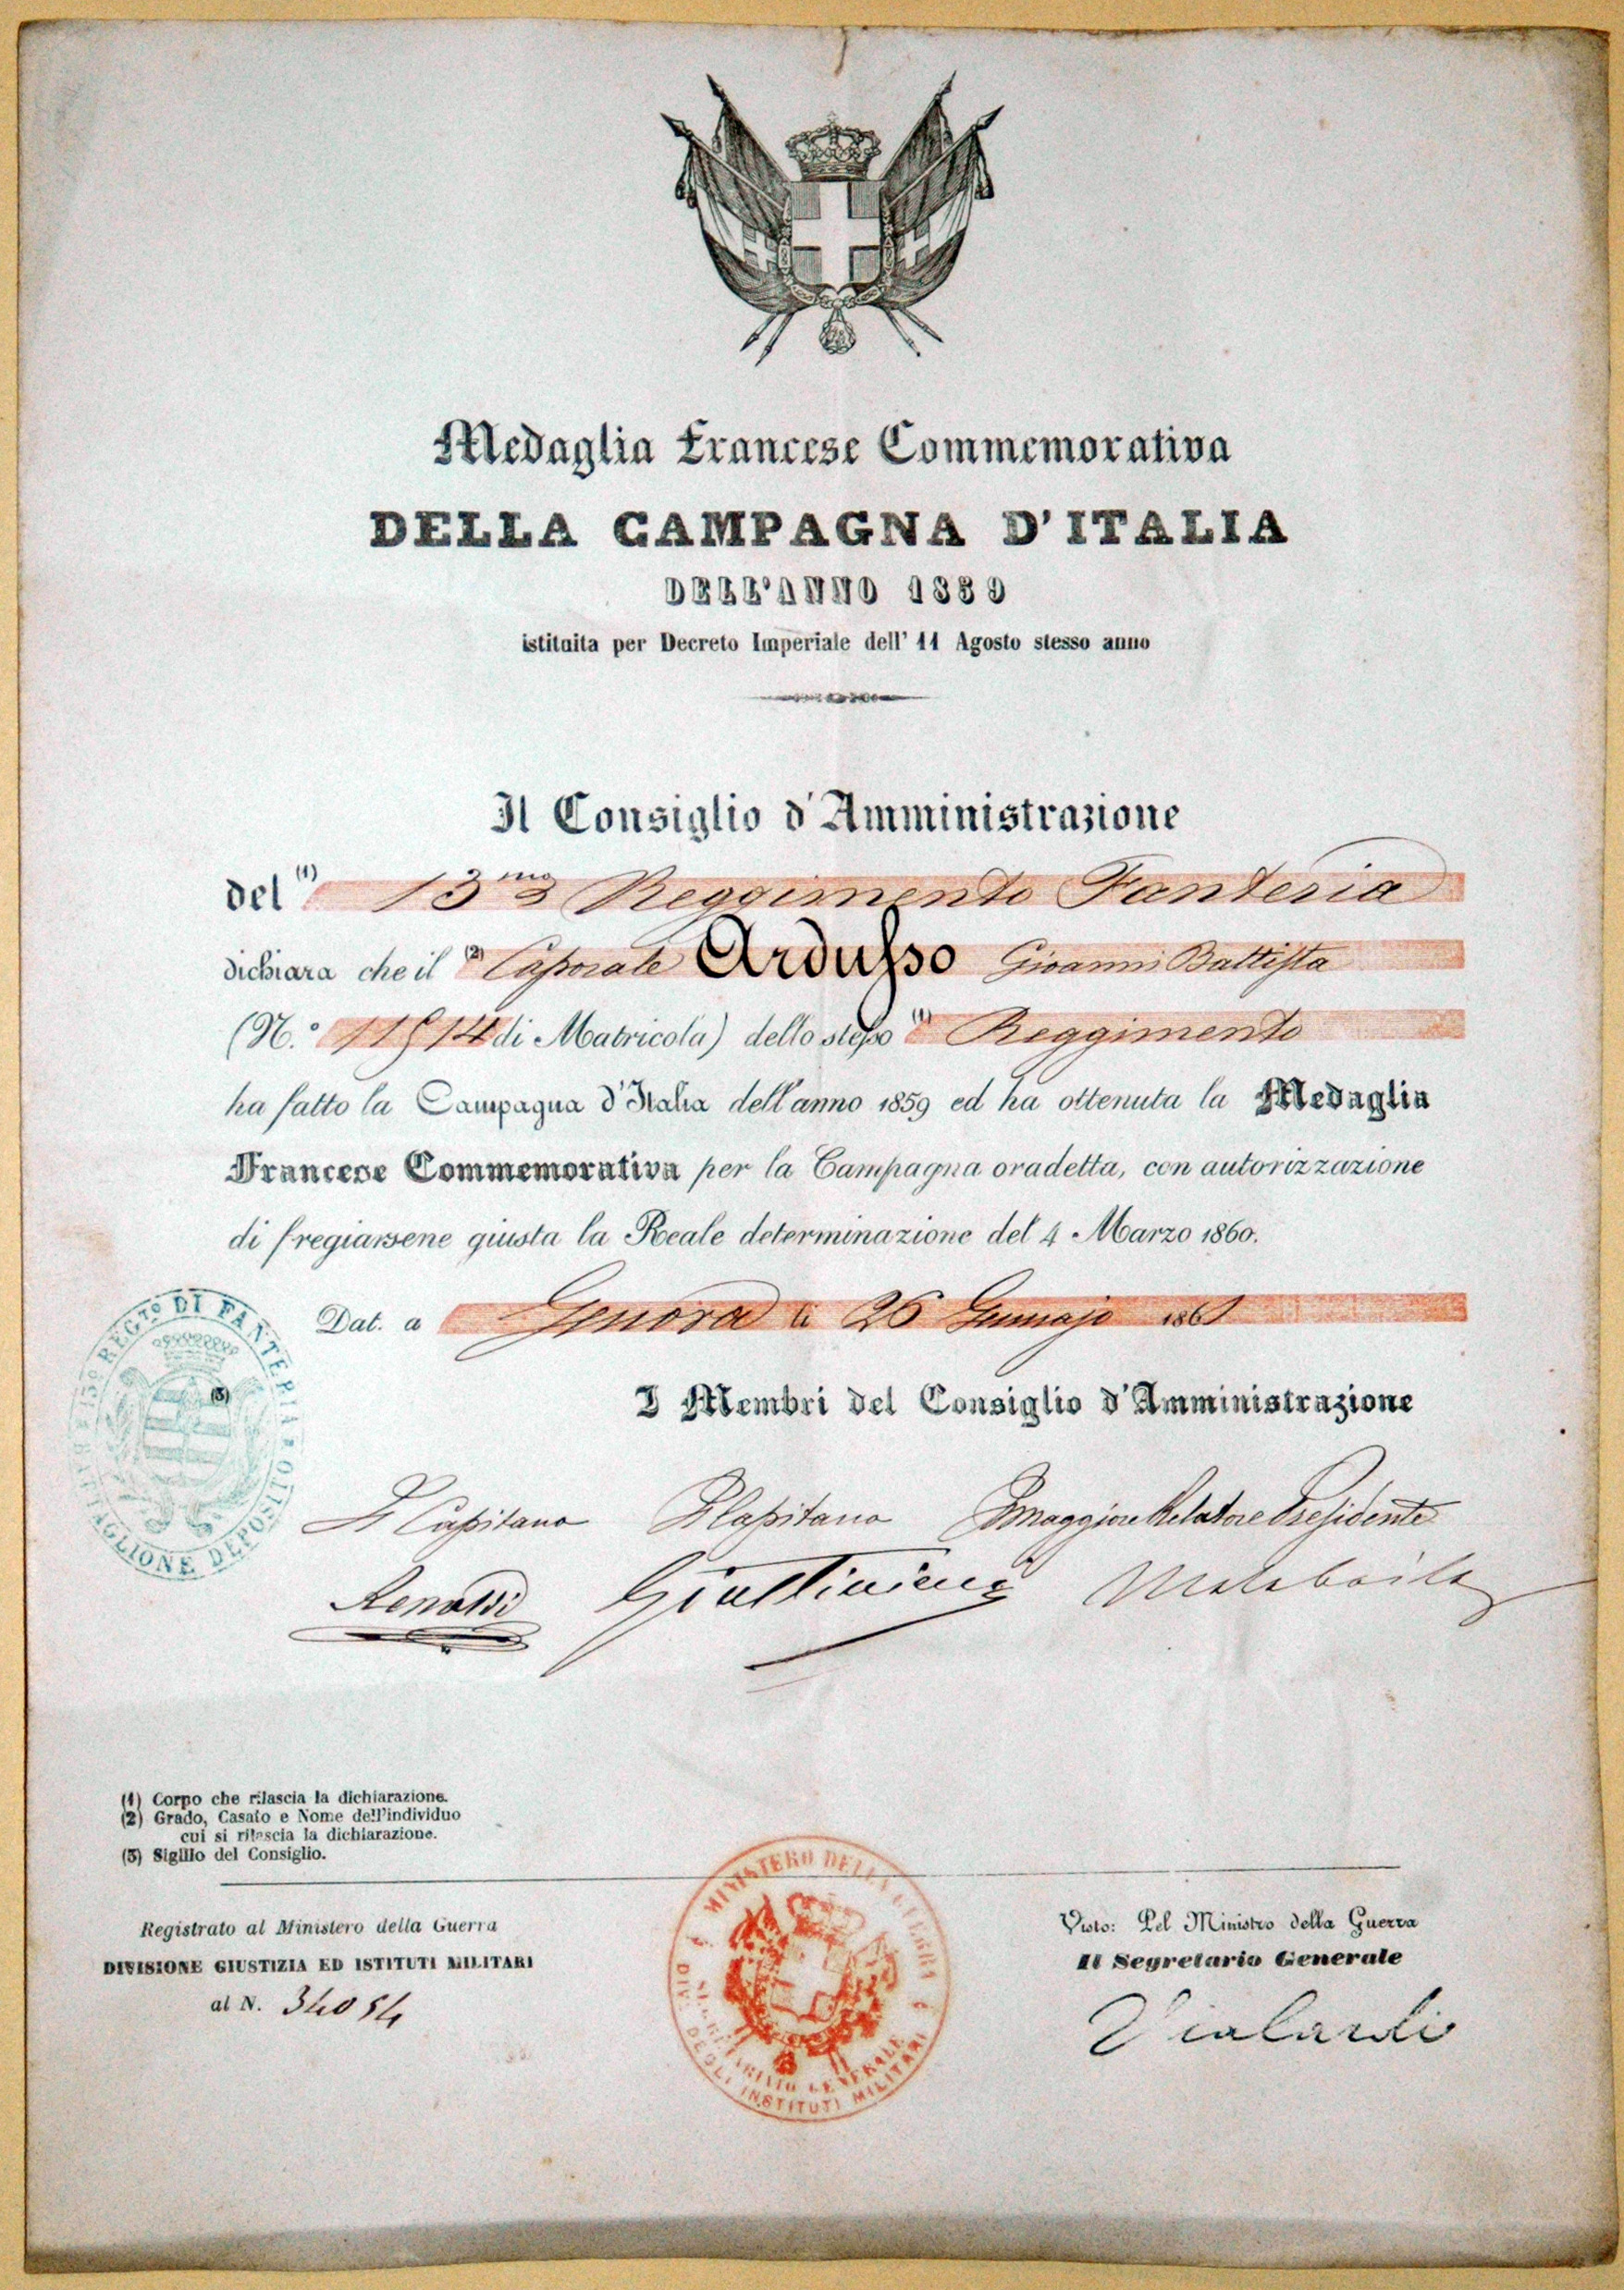 Medaglia Francese Commemorativa
DELLA CAMPAGNA D'ITALIA
DELL'ANNO 1859
istituita per Decreto Imperiale dell' 11 Agosto stesso anno
Il Consiglio d'Amministrazione
del (1) 13mo Reggimento Fanteria
dichiara che il (2) Caporale Ardusso Giovanni Battista
(N.° 11514 di Matricola) dello stesso (1) Reggimento
ha fatto la Campagna d'Italia dell'anno 1859 ed ha ottenuta la Medaglia
Francese Commemorativa per la Campagna oradetta, con autorizzazione
di fregiarsene giusta la Reale determinazione del 4 Marzo 1860.
Dat. a Genova li 26 Gennajo 1861
13° REGTO DI FANTERIA
BATTAGLIONE DEPOSITO
(3)
I Membri del Consiglio d'Amministrazione
Il Capitano Il Capitano Il Maggiore Relatore Presidente
Renaldi Giustiniani Malabaila
(1) Corpo che rilascia la dichiarazione.
(2) Grado, Casato e Nome dell'individuo
cui si rilascia la dichiarazione.
(3) Sigillo del Consiglio.
Registrato al Ministero della Guerra
DIVISIONE GIUSTIZIA ED ISTITUTI MILITARI
al N. 34054
MINISTERO DELLA GUERRA
SEGRETARIATO GENERALE
DIV. DEGLI INSTITUTI MILITARI
Visto: Pel Ministro della Guerra
Il Segretario Generale
Vialardi